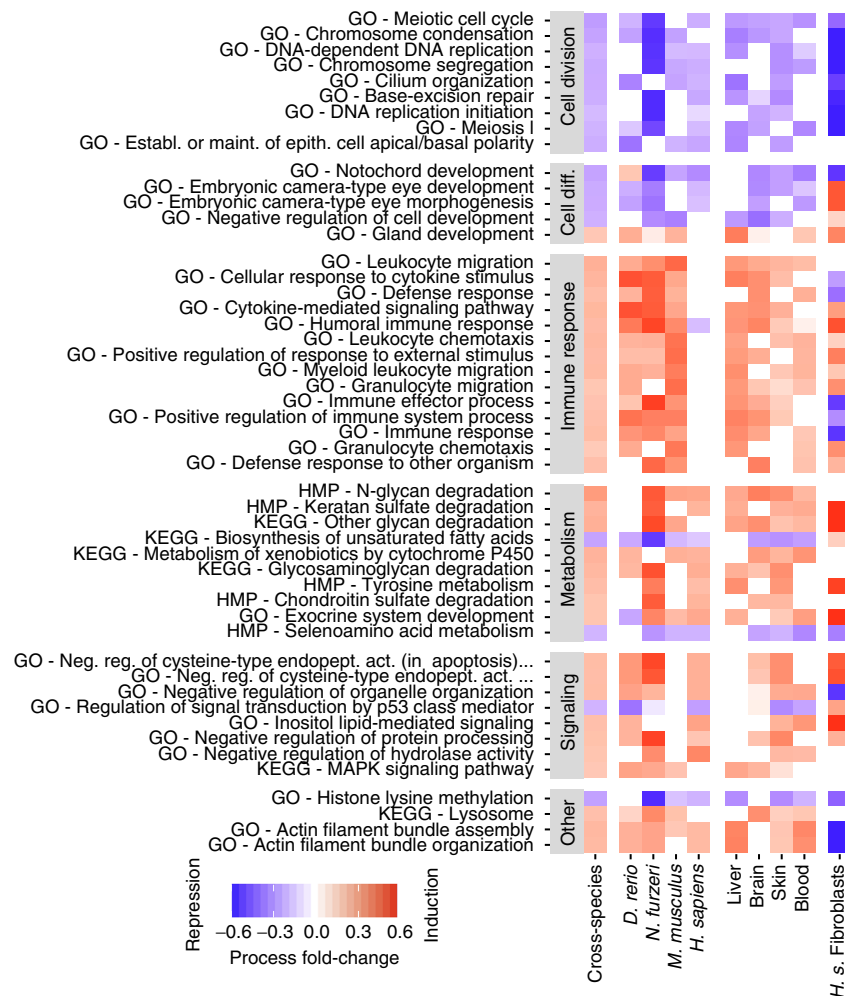 GO - Meiotic cell cycle
GO - Chromosome condensation
GO - DNA-dependent DNA replication
GO - Chromosome segregation
GO - Cilium organization
GO - Base-excision repair
GO - DNA replication initiation
GO - Meiosis I
GO - Establ. or maint. of epith. cell apical/basal polarity
Cell division
GO - Notochord development
GO - Embryonic camera-type eye development
GO - Embryonic camera-type eye morphogenesis
GO - Negative regulation of cell development
GO - Gland development
Cell diff.
GO - Leukocyte migration
GO - Cellular response to cytokine stimulus
GO - Defense response
GO - Cytokine-mediated signaling pathway
GO - Humoral immune response
GO - Leukocyte chemotaxis
GO - Positive regulation of response to external stimulus
GO - Myeloid leukocyte migration
GO - Granulocyte migration
GO - Immune effector process
GO - Positive regulation of immune system process
GO - Immune response
GO - Granulocyte chemotaxis
GO - Defense response to other organism
Immune response
HMP - N-glycan degradation
HMP - Keratan sulfate degradation
KEGG - Other glycan degradation
KEGG - Biosynthesis of unsaturated fatty acids
KEGG - Metabolism of xenobiotics by cytochrome P450
KEGG - Glycosaminoglycan degradation
HMP - Tyrosine metabolism
HMP - Chondroitin sulfate degradation
GO - Exocrine system development
HMP - Selenoamino acid metabolism
Metabolism
GO - Neg. reg. of cysteine-type endopept. act. (in apoptosis)...
GO - Neg. reg. of cysteine-type endopept. act. ...
GO - Negative regulation of organelle organization
GO - Regulation of signal transduction by p53 class mediator
GO - Inositol lipid-mediated signaling
GO - Negative regulation of protein processing
GO - Negative regulation of hydrolase activity
KEGG - MAPK signaling pathway
Signaling
GO - Histone lysine methylation
KEGG - Lysosome
GO - Actin filament bundle assembly
GO - Actin filament bundle organization
Other
Cross-species
D. rerio
N. furzeri
M. musculus
H. sapiens
Liver
Brain
Skin
Blood
H. s. Fibroblasts
Repression
Induction
−0.6 −0.3 0.0 0.3 0.6
Process fold-change